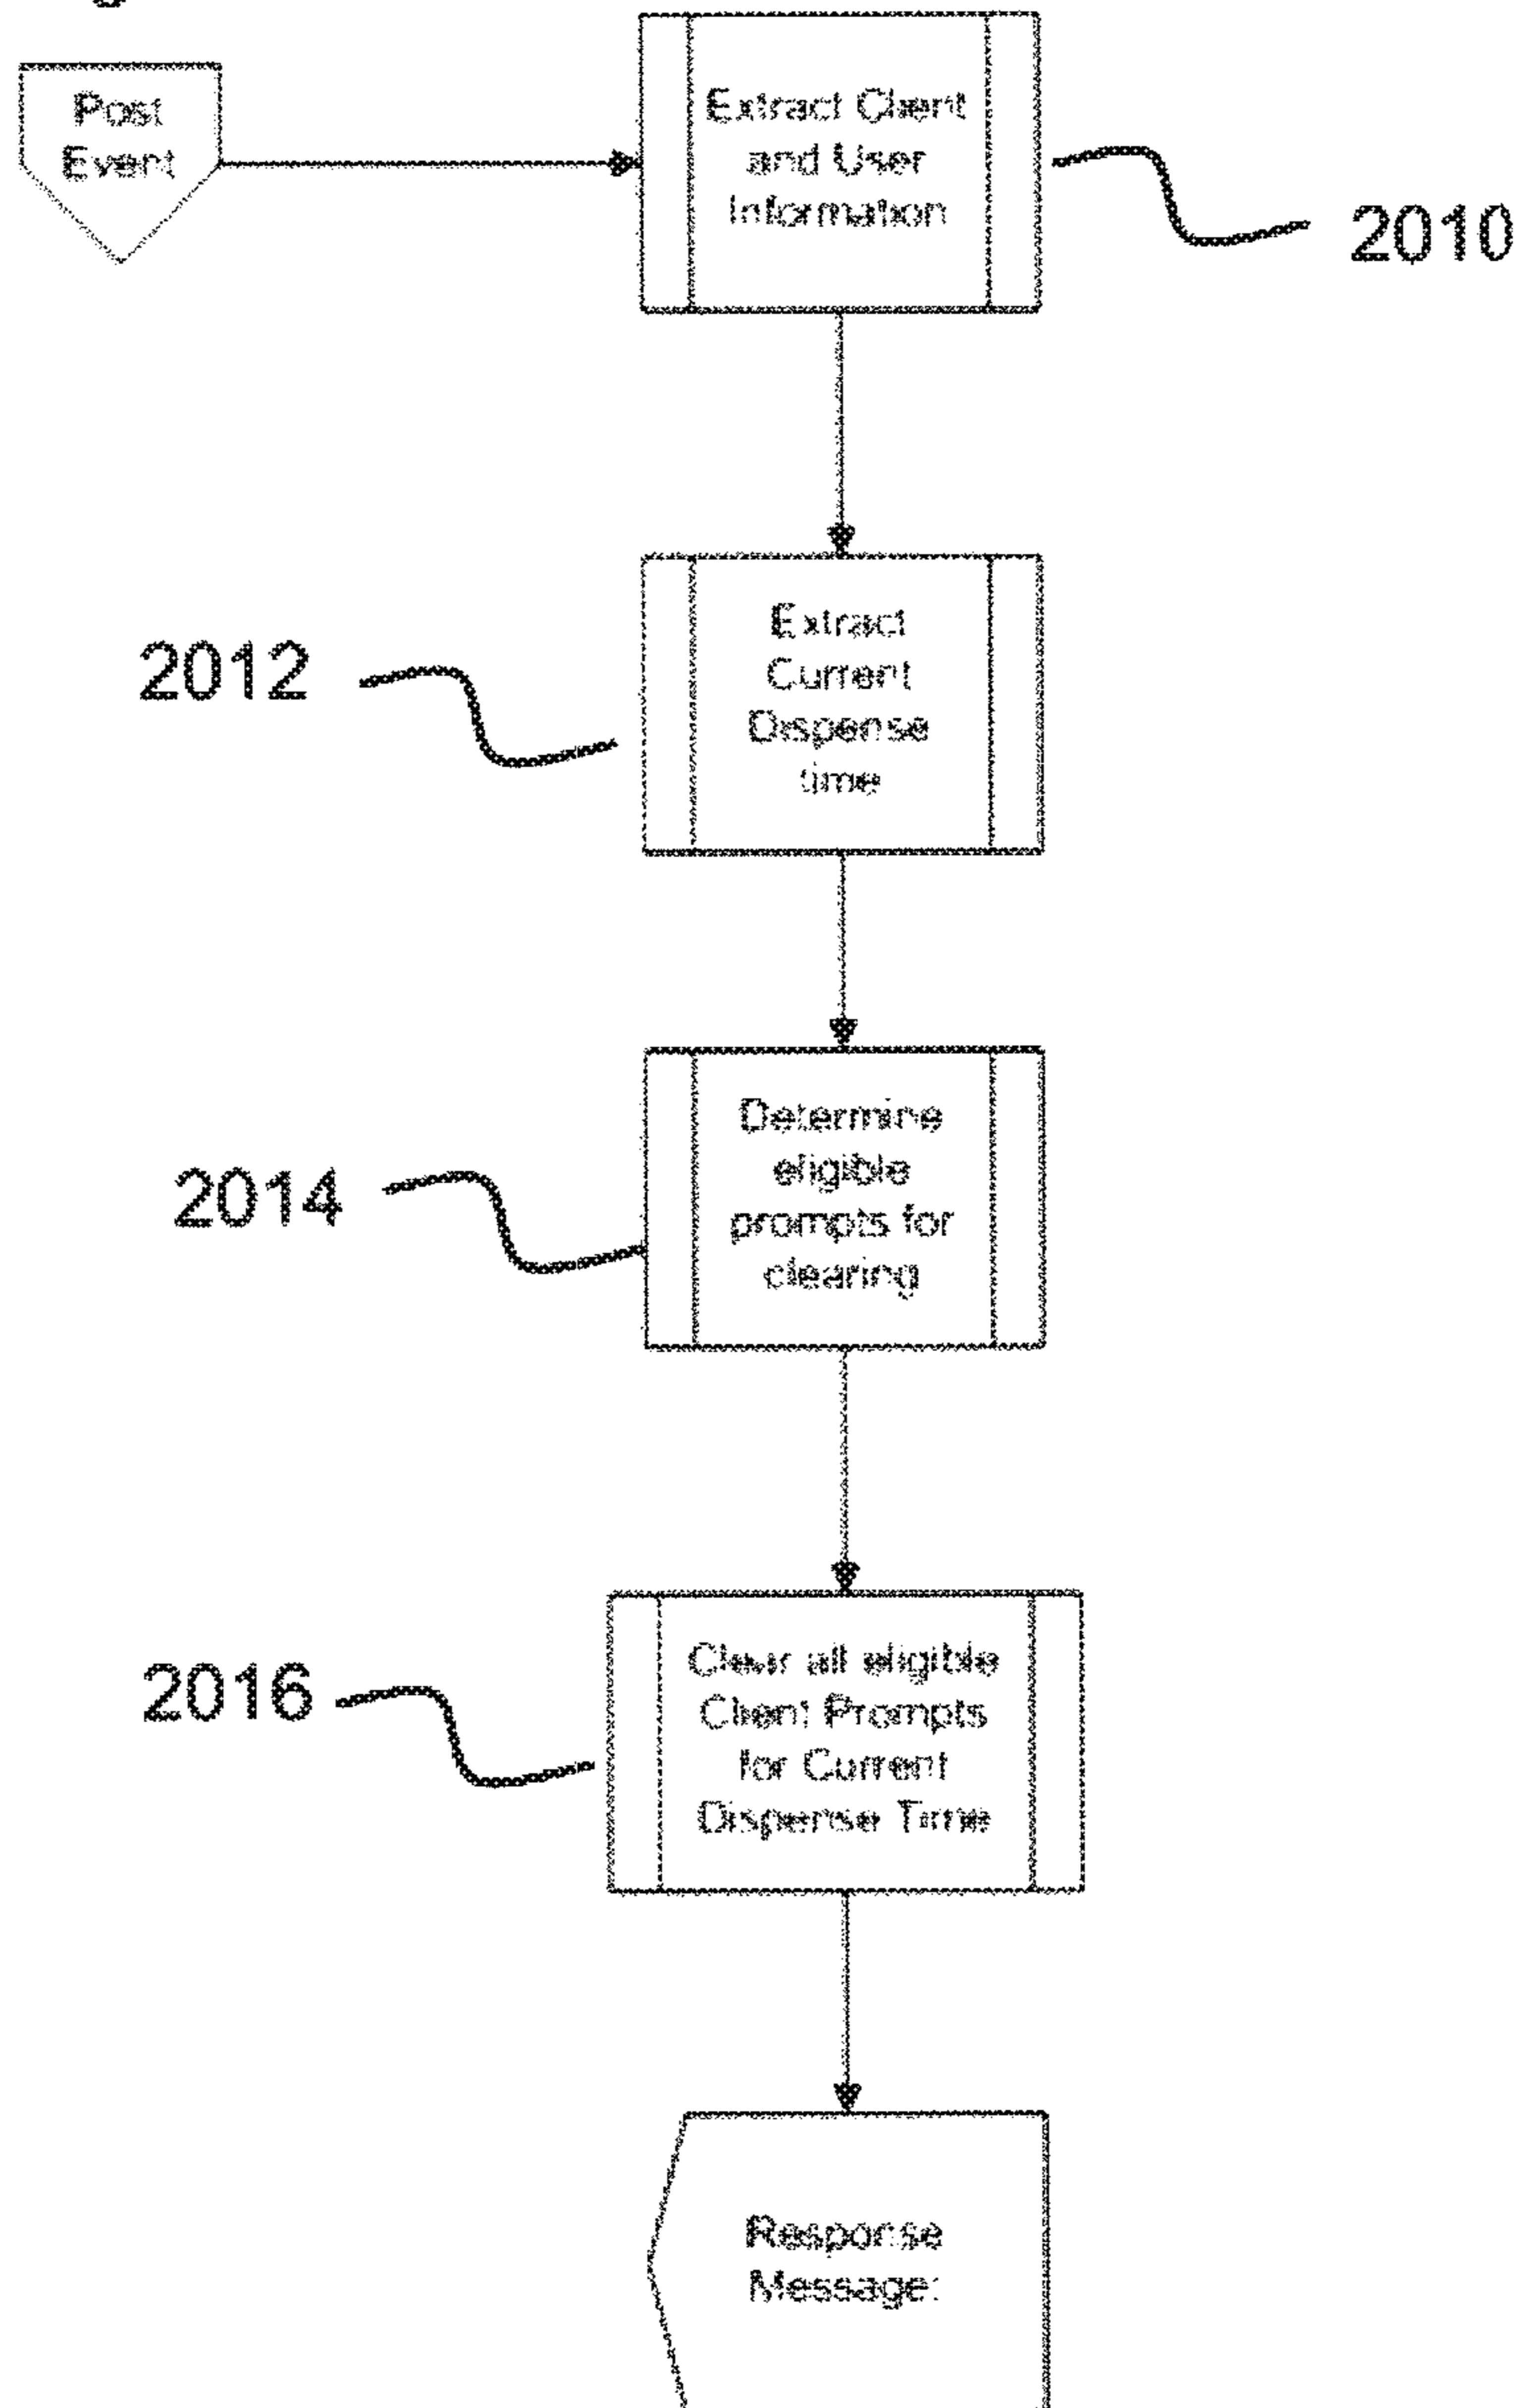 Post
Event
Extract Client
and User
Information
2010
Extract
Current
Dispense
time
2012
Determine
eligible
prompts for
clearing
2014
Clear all eligible
Client Prompts
for Current
Dispense Time
2016
Response
Message: